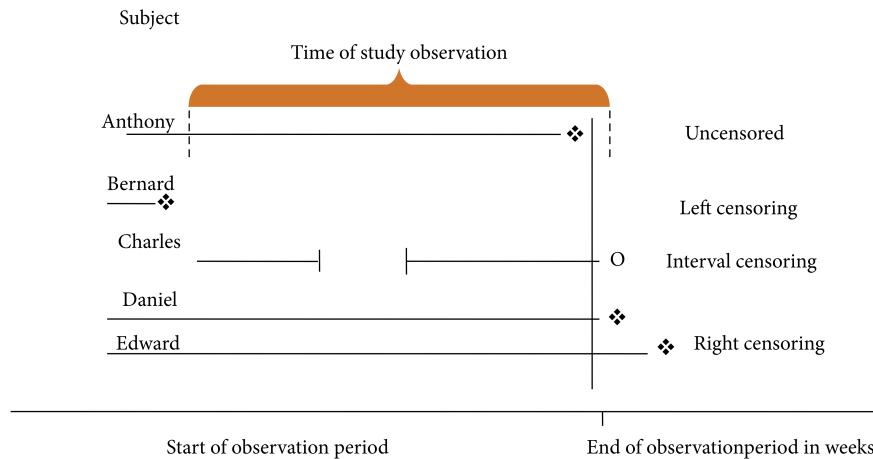 Subject
Time of study observation
Anthony
Uncensored
Bernard
Left censoring
Charles
O
Interval censoring
Daniel
Edward
Right censoring
Start of observation period
End of observationperiod in weeks